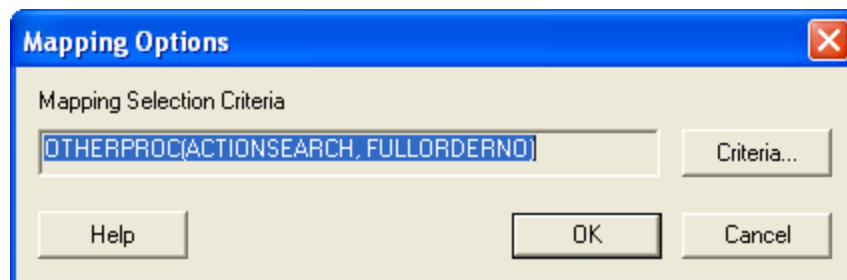 Mapping Options
Mapping Selection Criteria
OTHERPROC(ACTIONSEARCH, FULLORDERNO)
Criteria...
Help
OK
Cancel